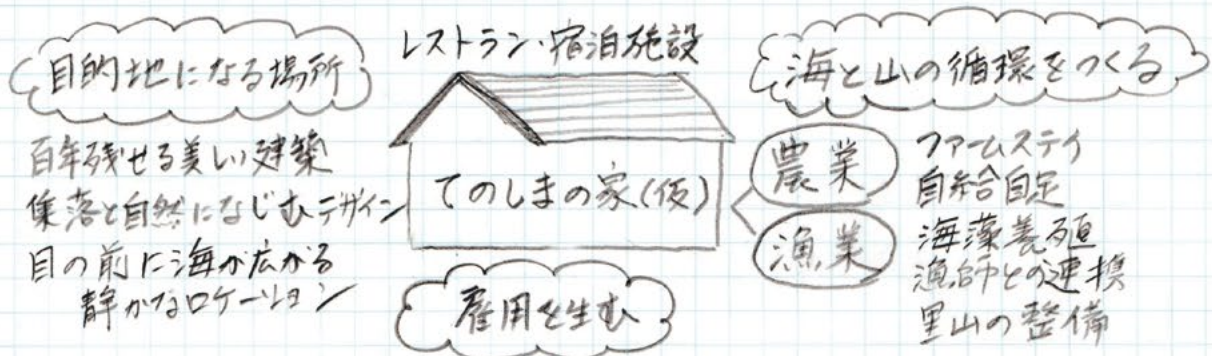 目的地になる場所
百年残せる美しい建築
集落と自然になじむデザイン
目の前に海が広がる
静かなロケーション
レストラン・宿泊施設
てのしまの家(仮)
雇用を生む
海と山の循環をつくる
農業
漁業
ファームステイ
自給自足
海藻養殖
漁師との連携
里山の整備